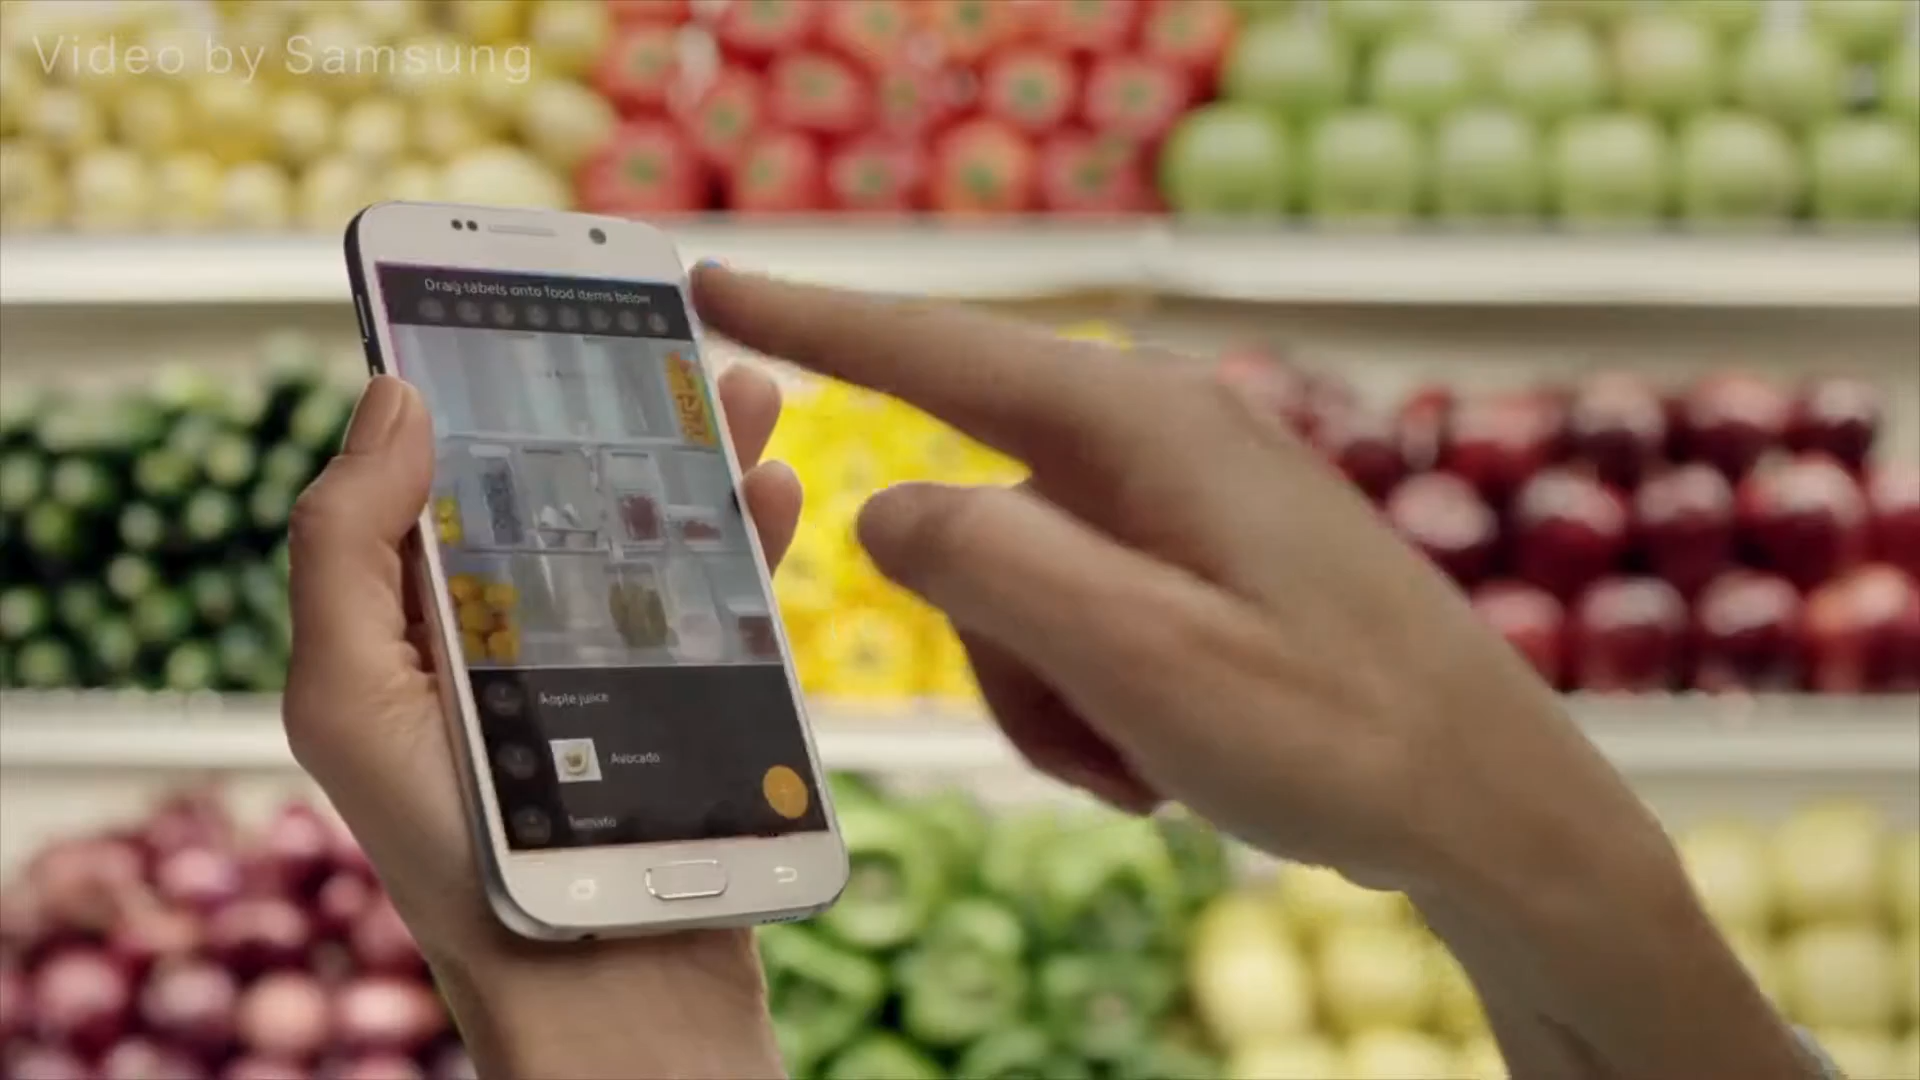 Video by Samsung
Drag labels onto food items below
Apple juice
Avocado
Tomato